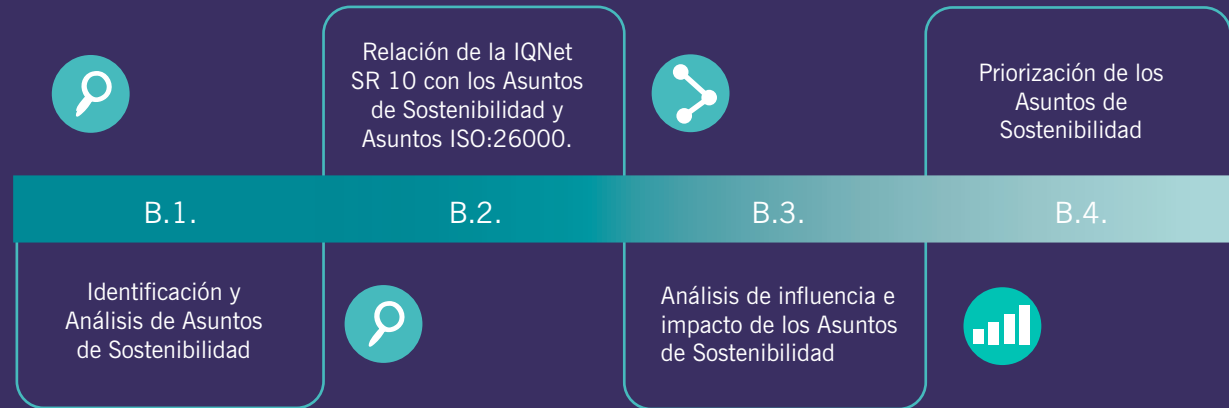 B.1.
Identificación y
Análisis de Asuntos
de Sostenibilidad
Relación de la IQNet
SR 10 con los Asuntos
de Sostenibilidad y
Asuntos ISO:26000.
B.2.
B.3.
Análisis de influencia e
impacto de los Asuntos
de Sostenibilidad
Priorización de los
Asuntos de
Sostenibilidad
B.4.